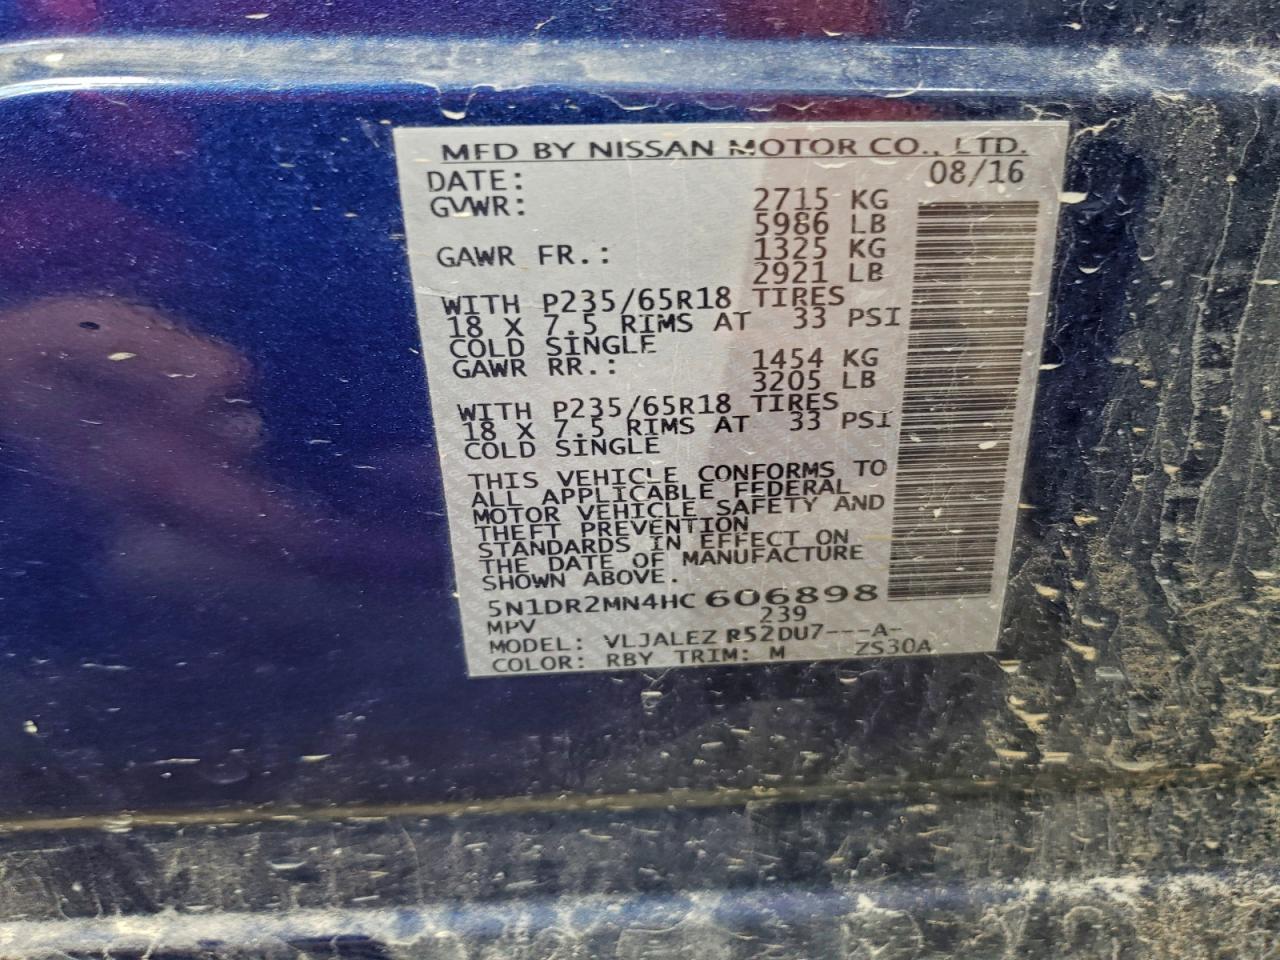 MFD BY NISSAN MOTOR CO., LTD.
DATE: 08/16
GVWR: 2715 KG
5986 LB
GAWR FR.: 1325 KG
2921 LB
WITH P235/65R18 TIRES
18 X 7.5 RIMS AT 33 PSI
COLD SINGLE
GAWR RR.: 1454 KG
3205 LB
WITH P235/65R18 TIRES
18 X 7.5 RIMS AT 33 PSI
COLD SINGLE
THIS VEHICLE CONFORMS TO
ALL APPLICABLE FEDERAL
MOTOR VEHICLE SAFETY AND
THEFT PREVENTION
STANDARDS IN EFFECT ON
THE DATE OF MANUFACTURE
SHOWN ABOVE.
5N1DR2MN4HC 606898
MPV 239
MODEL: VLJALEZ R52DU7---A-
COLOR: RBY TRIM: M ZS30A